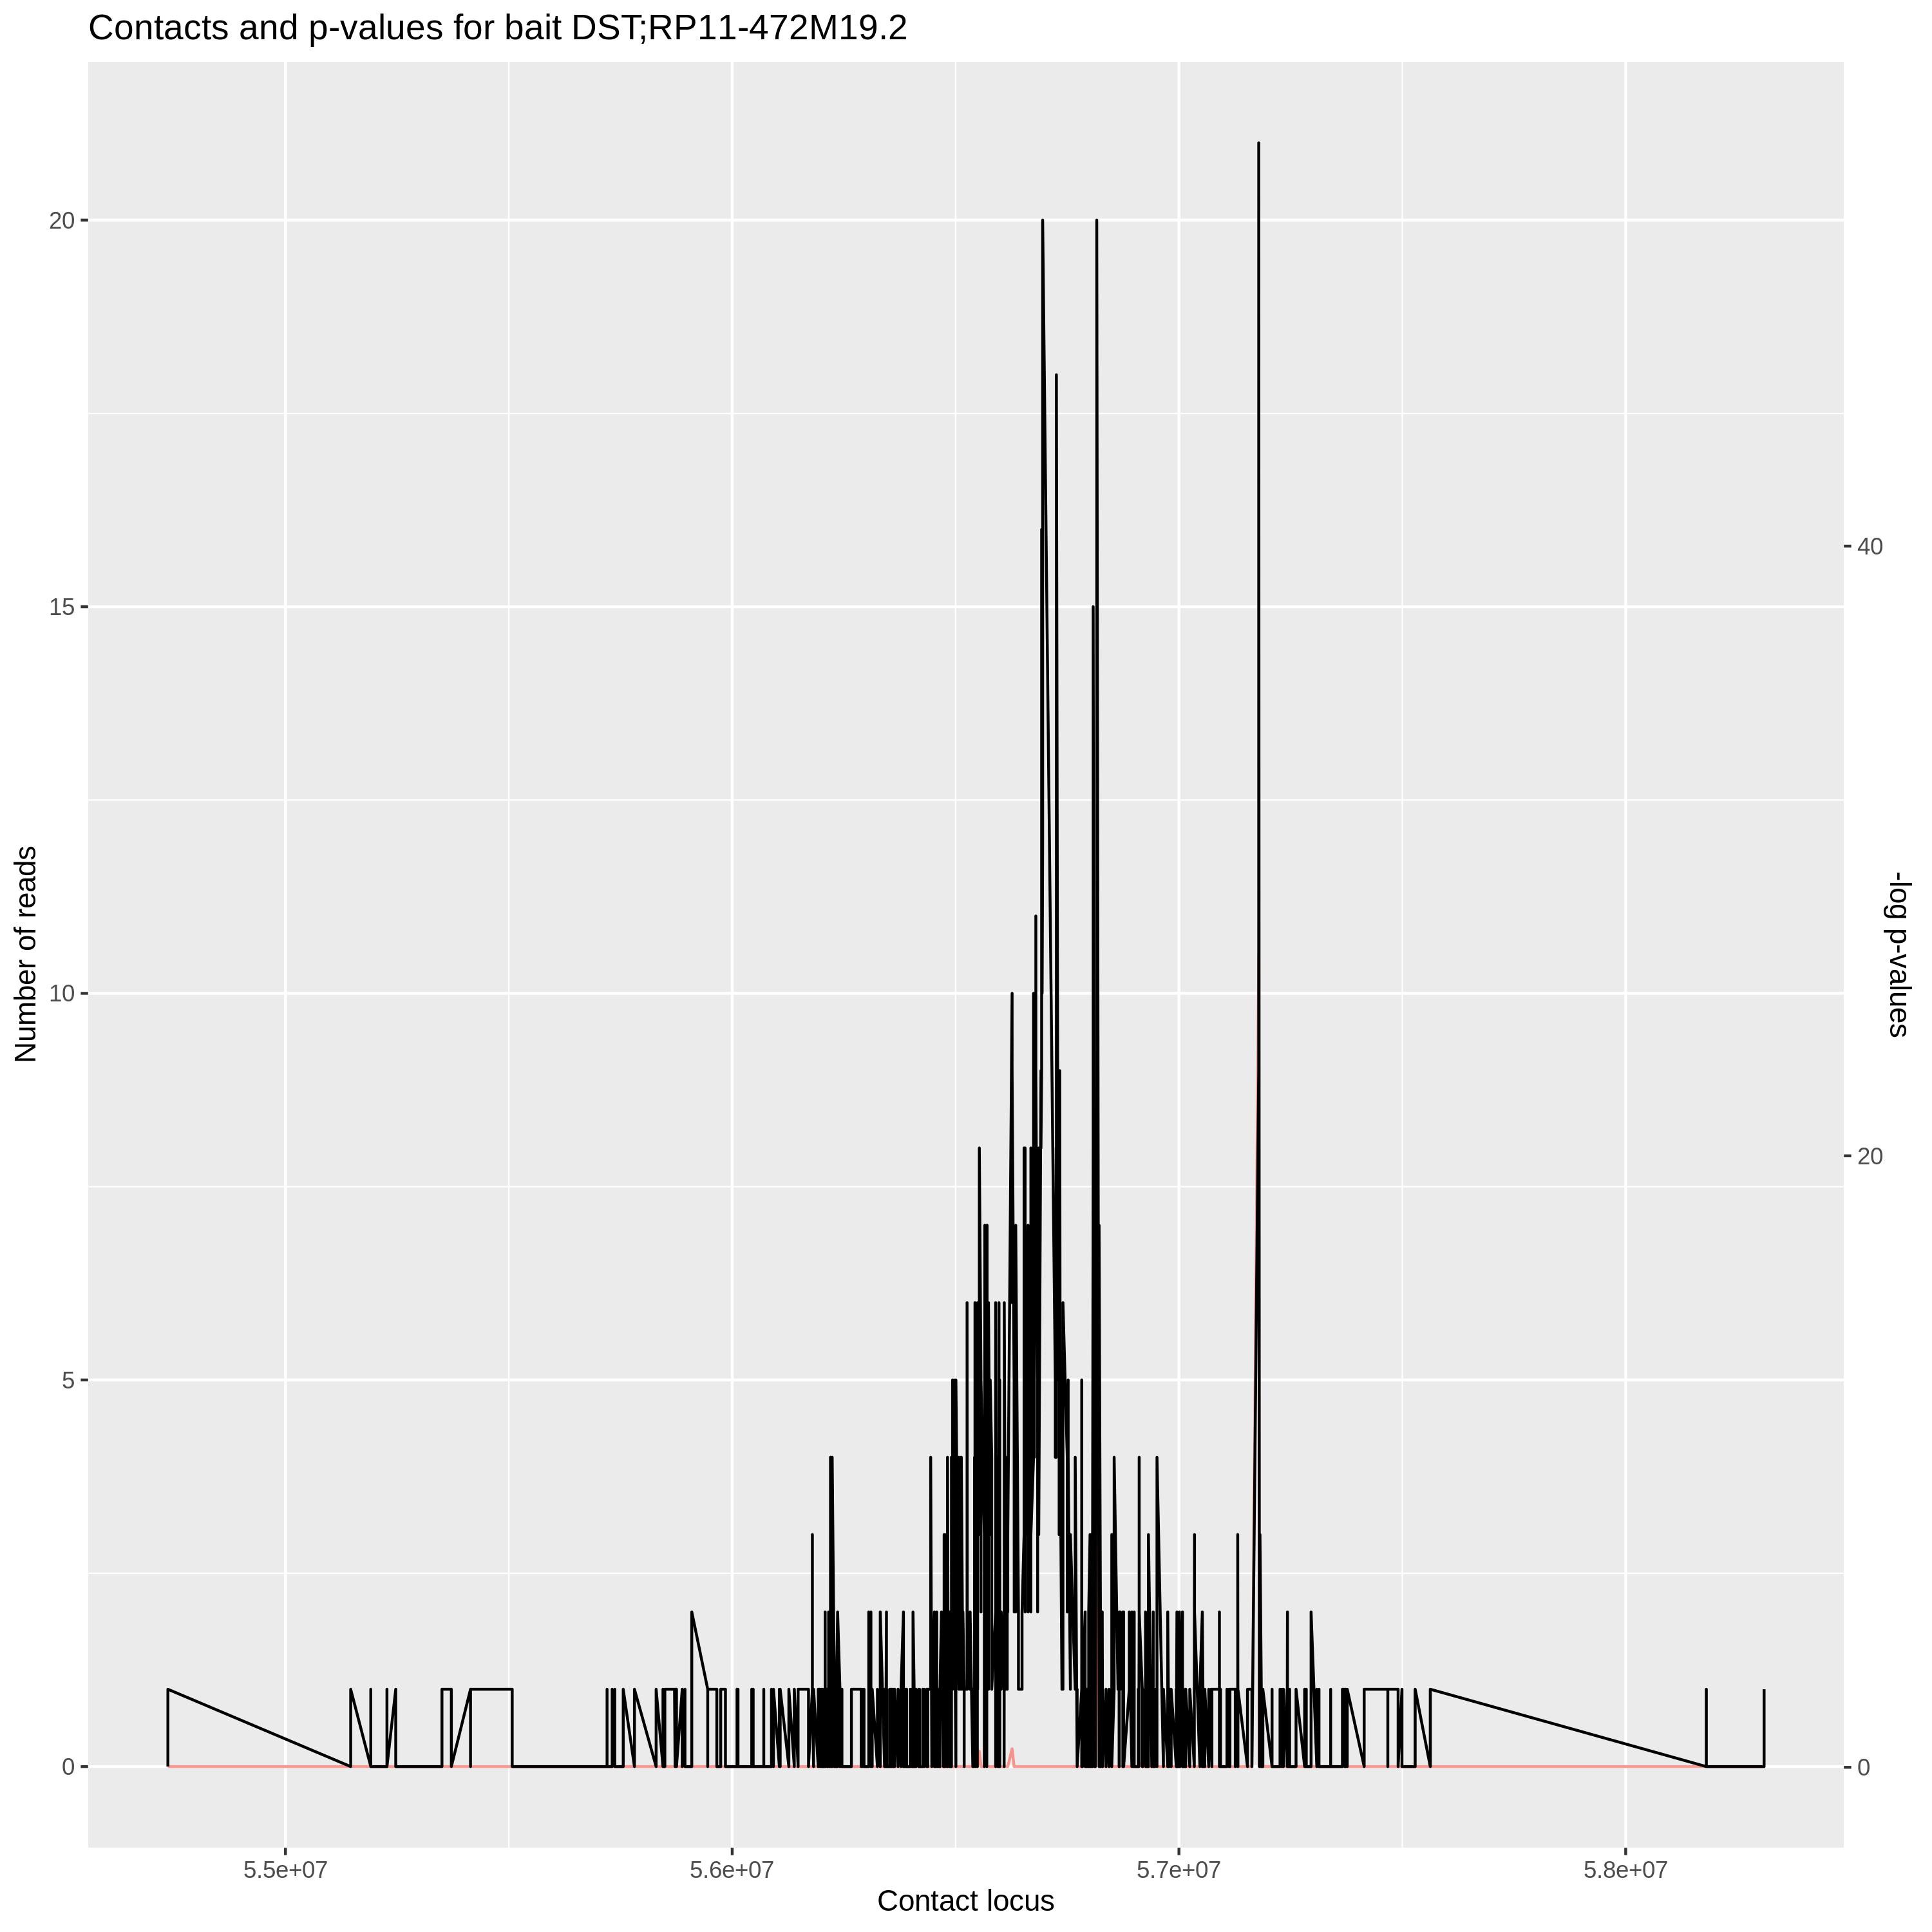 Contacts and p-values for bait DST;RP11-472M19.2
20
15
10
5
0
Number of reads
40
20
0
-log p-values
5.5e+07
5.6e+07
5.7e+07
5.8e+07
Contact locus